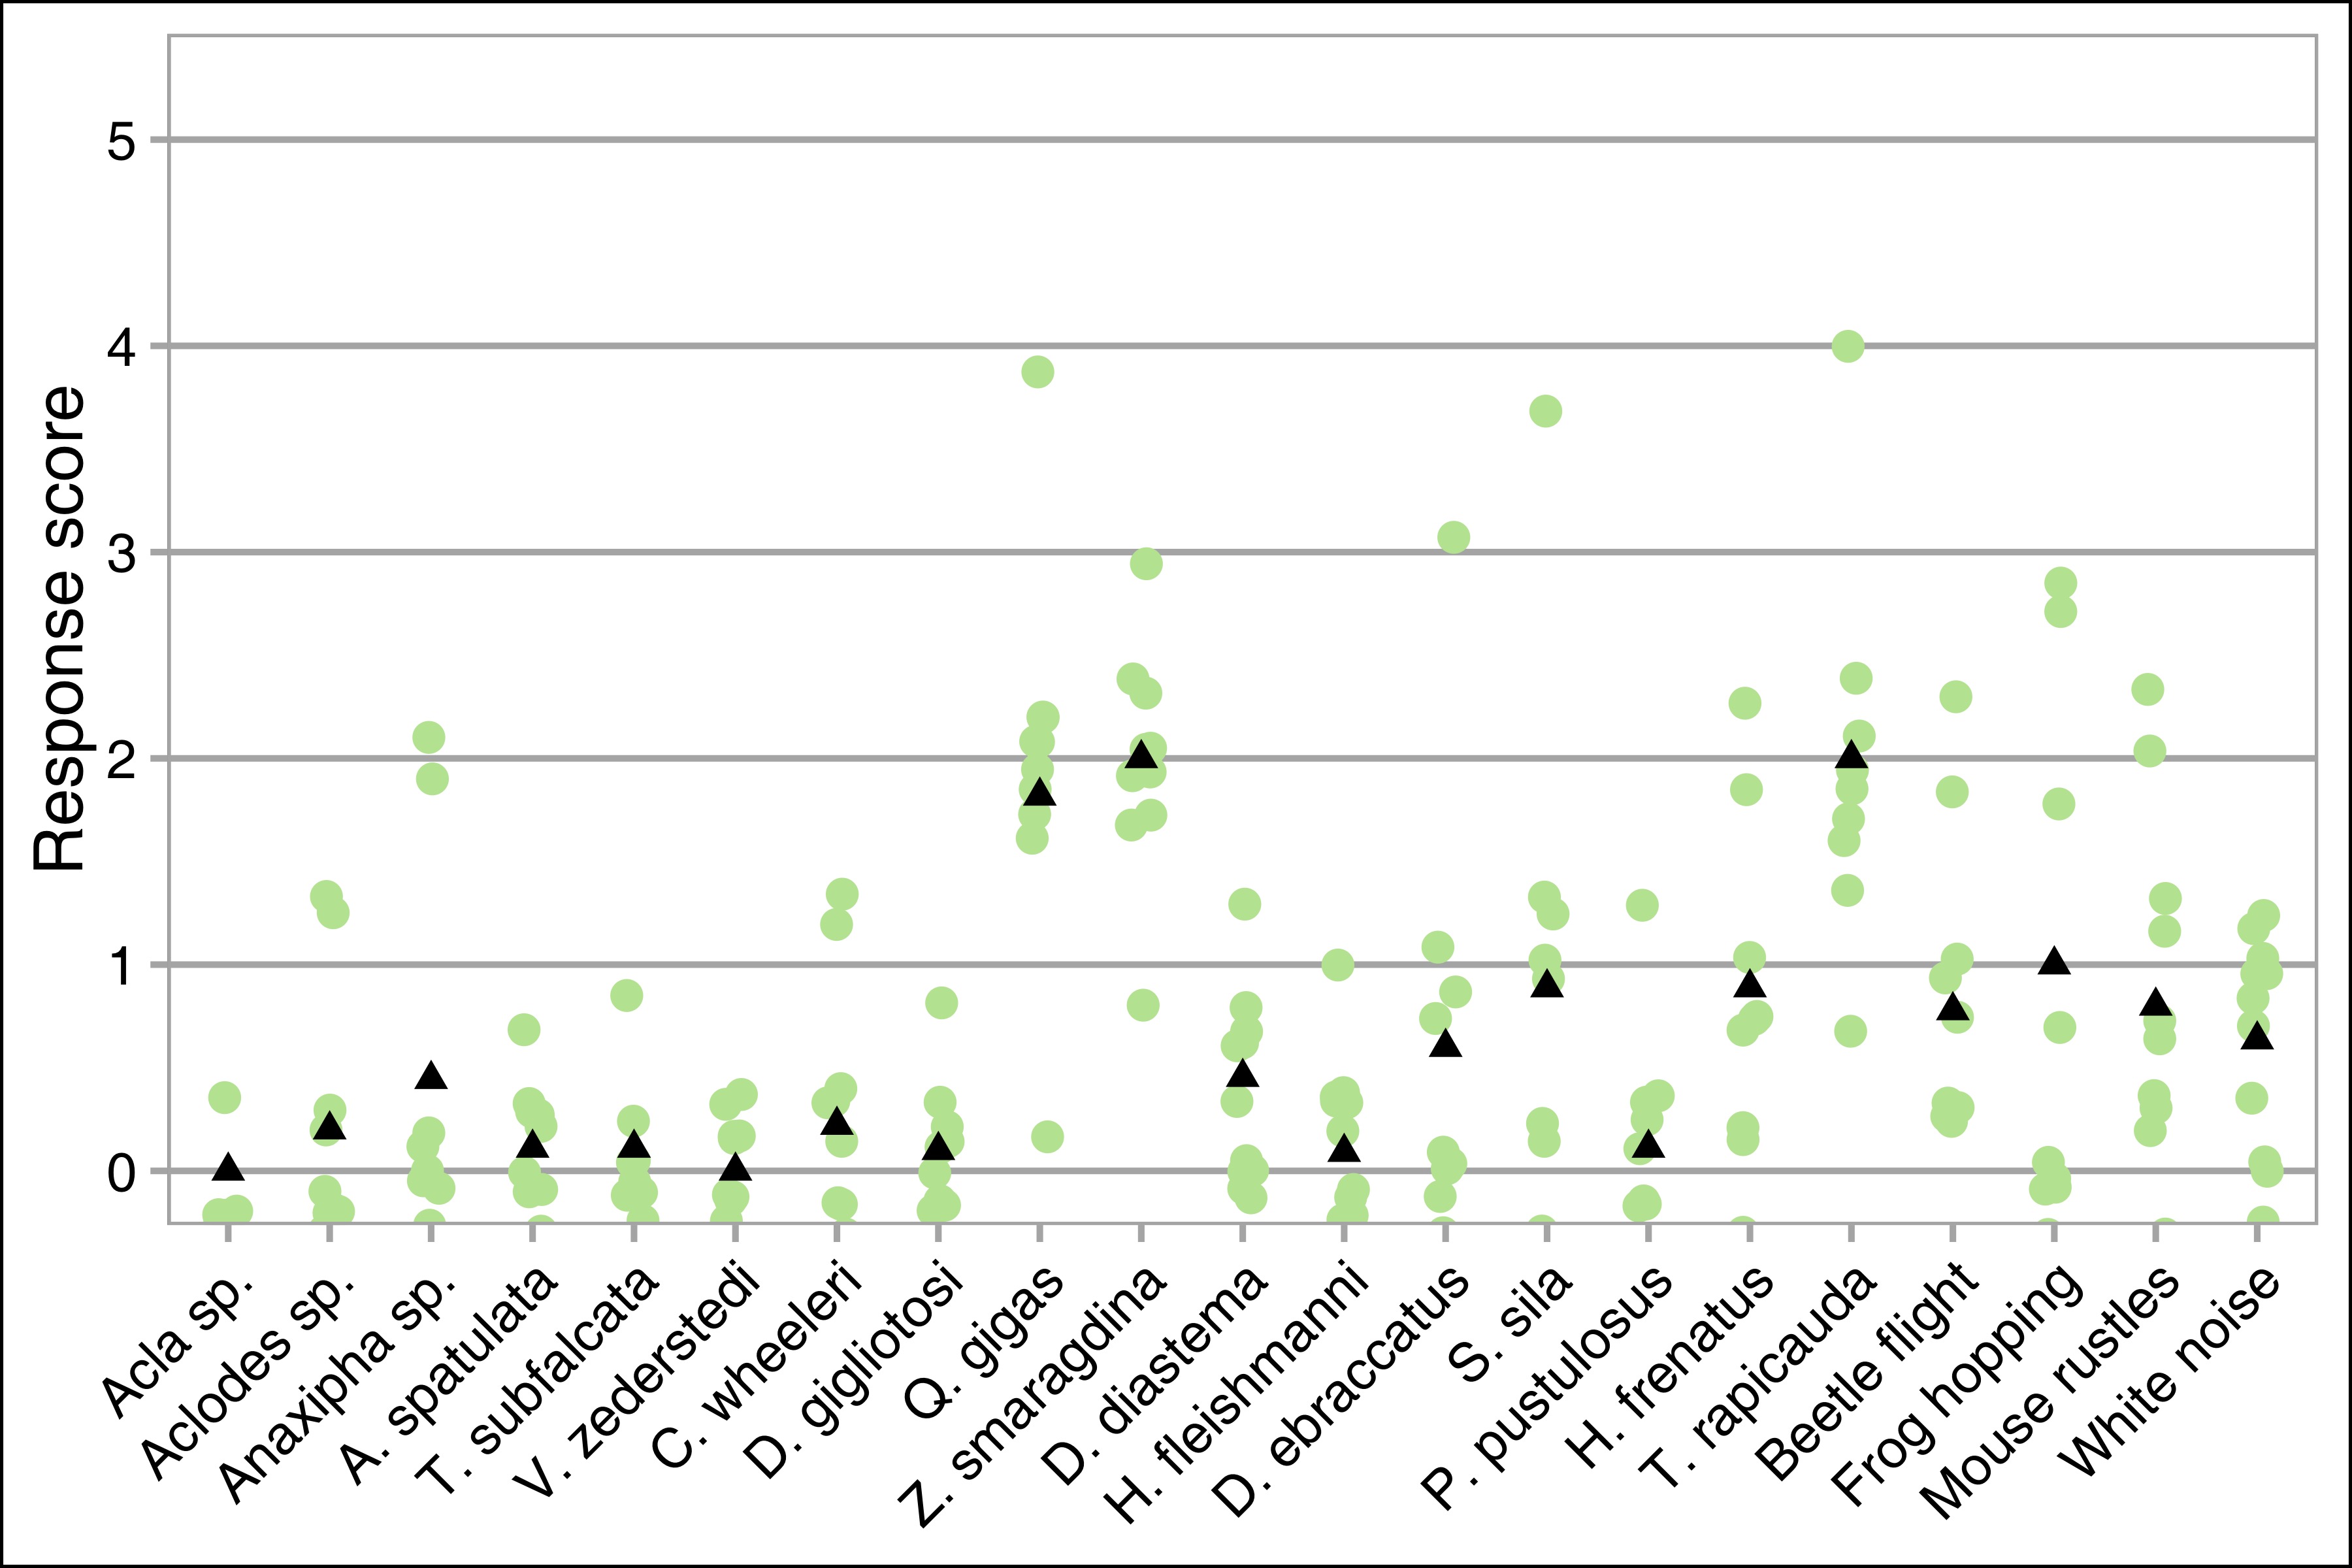 Response score
5
4
3
2
1
0
Acla sp.
Aclodes sp.
Anaxipha sp.
A. spatulata
T. subfalcata
V. zederstedi
C. wheeleri
D. gigliotosi
Q. gigas
Z. smaragdina
D. diastema
H. fleishmanni
D. ebraccatus
S. sila
P. pustulosus
H. frenatus
T. rapicauda
Beetle flight
Frog hopping
Mouse rustles
White noise